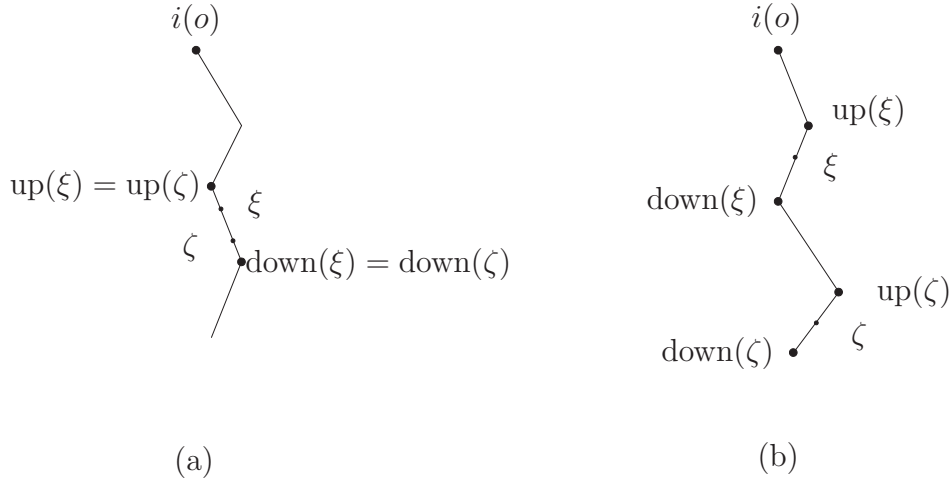 i(o)
up(ξ) = up(ζ)
ξ
ζ
down(ξ) = down(ζ)
(a)
i(o)
up(ξ)
ξ
down(ξ)
up(ζ)
ζ
down(ζ)
(b)